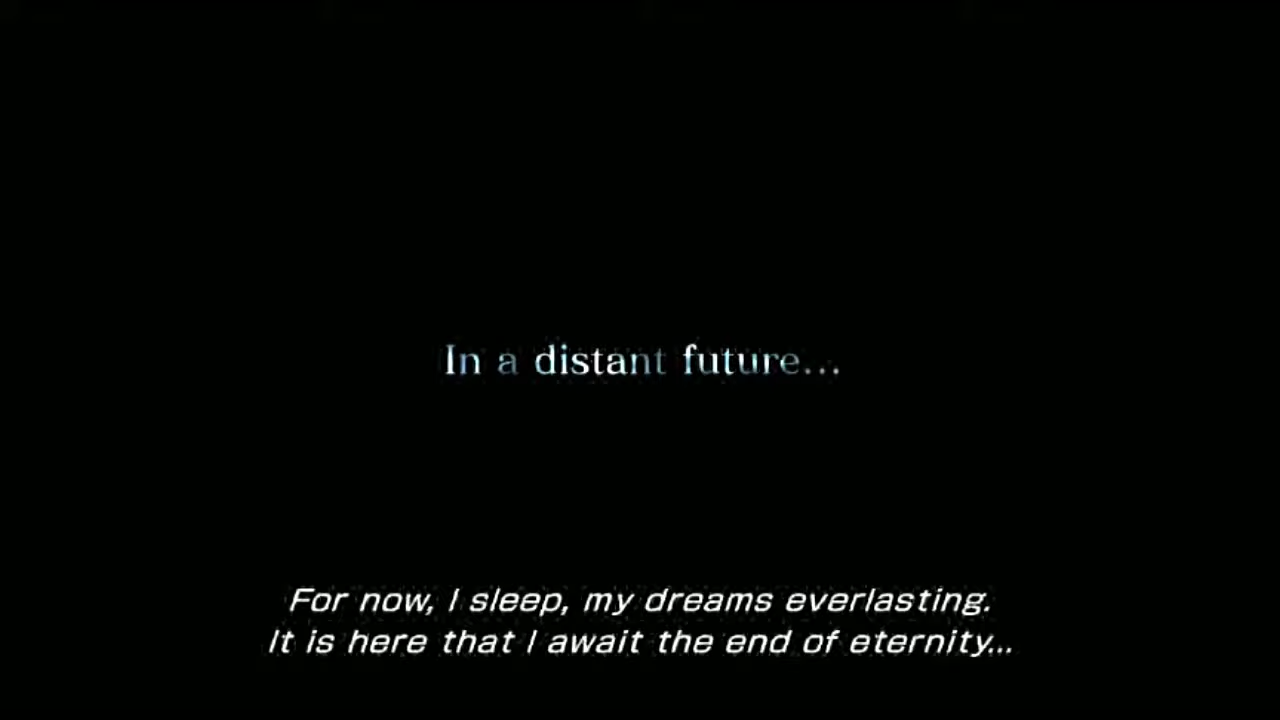 In a distant future...
For now, I sleep, my dreams everlasting.
It is here that I await the end of eternity...